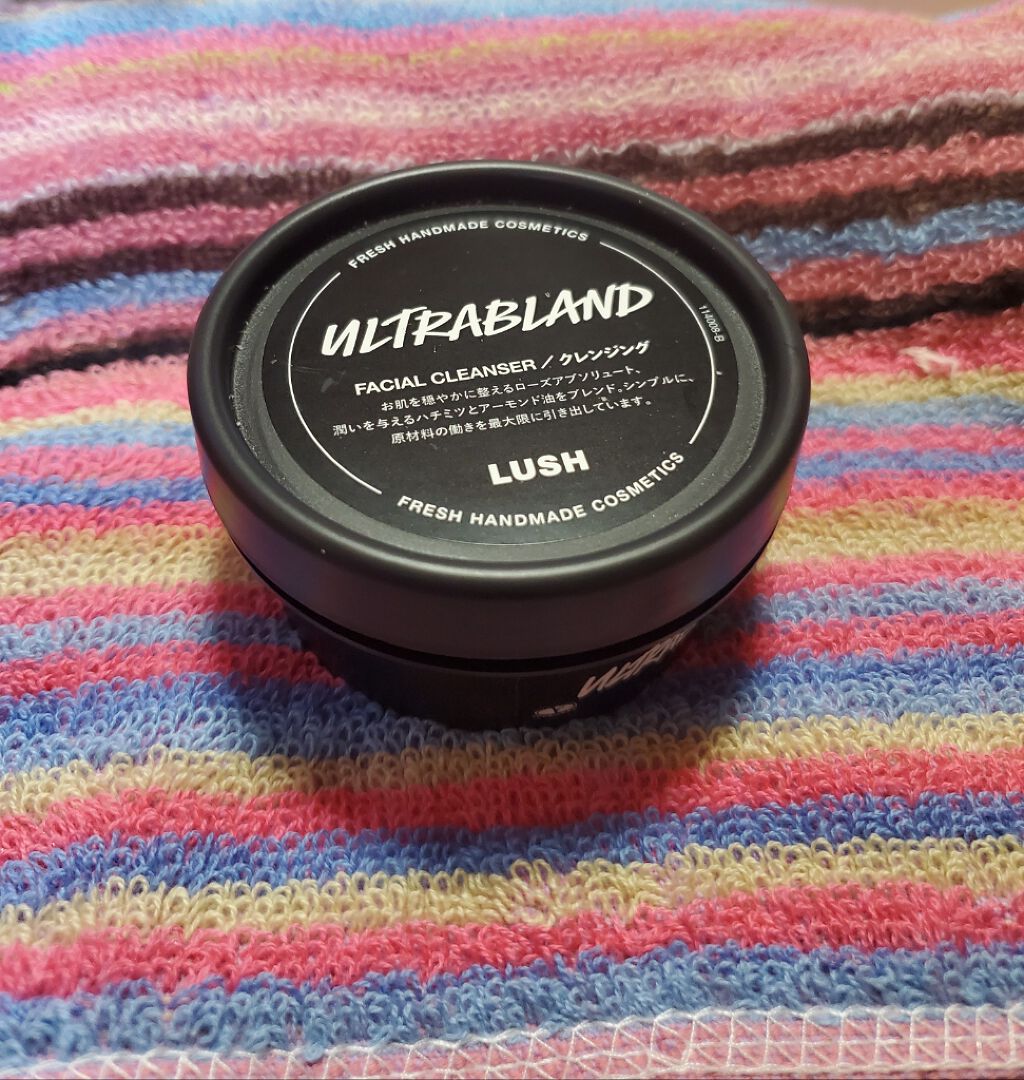 FRESH HANDMADE COSMETICS
ULTRABLAND
114008-B
FACIAL CLEANSER / クレンジング
お肌を穏やかに整えるローズアブソリュート、
潤いを与えるハチミツとアーモンド油をブレンド。シンプルに、
原材料の働きを最大限に引き出しています。
LUSH
FRESH HANDMADE COSMETICS